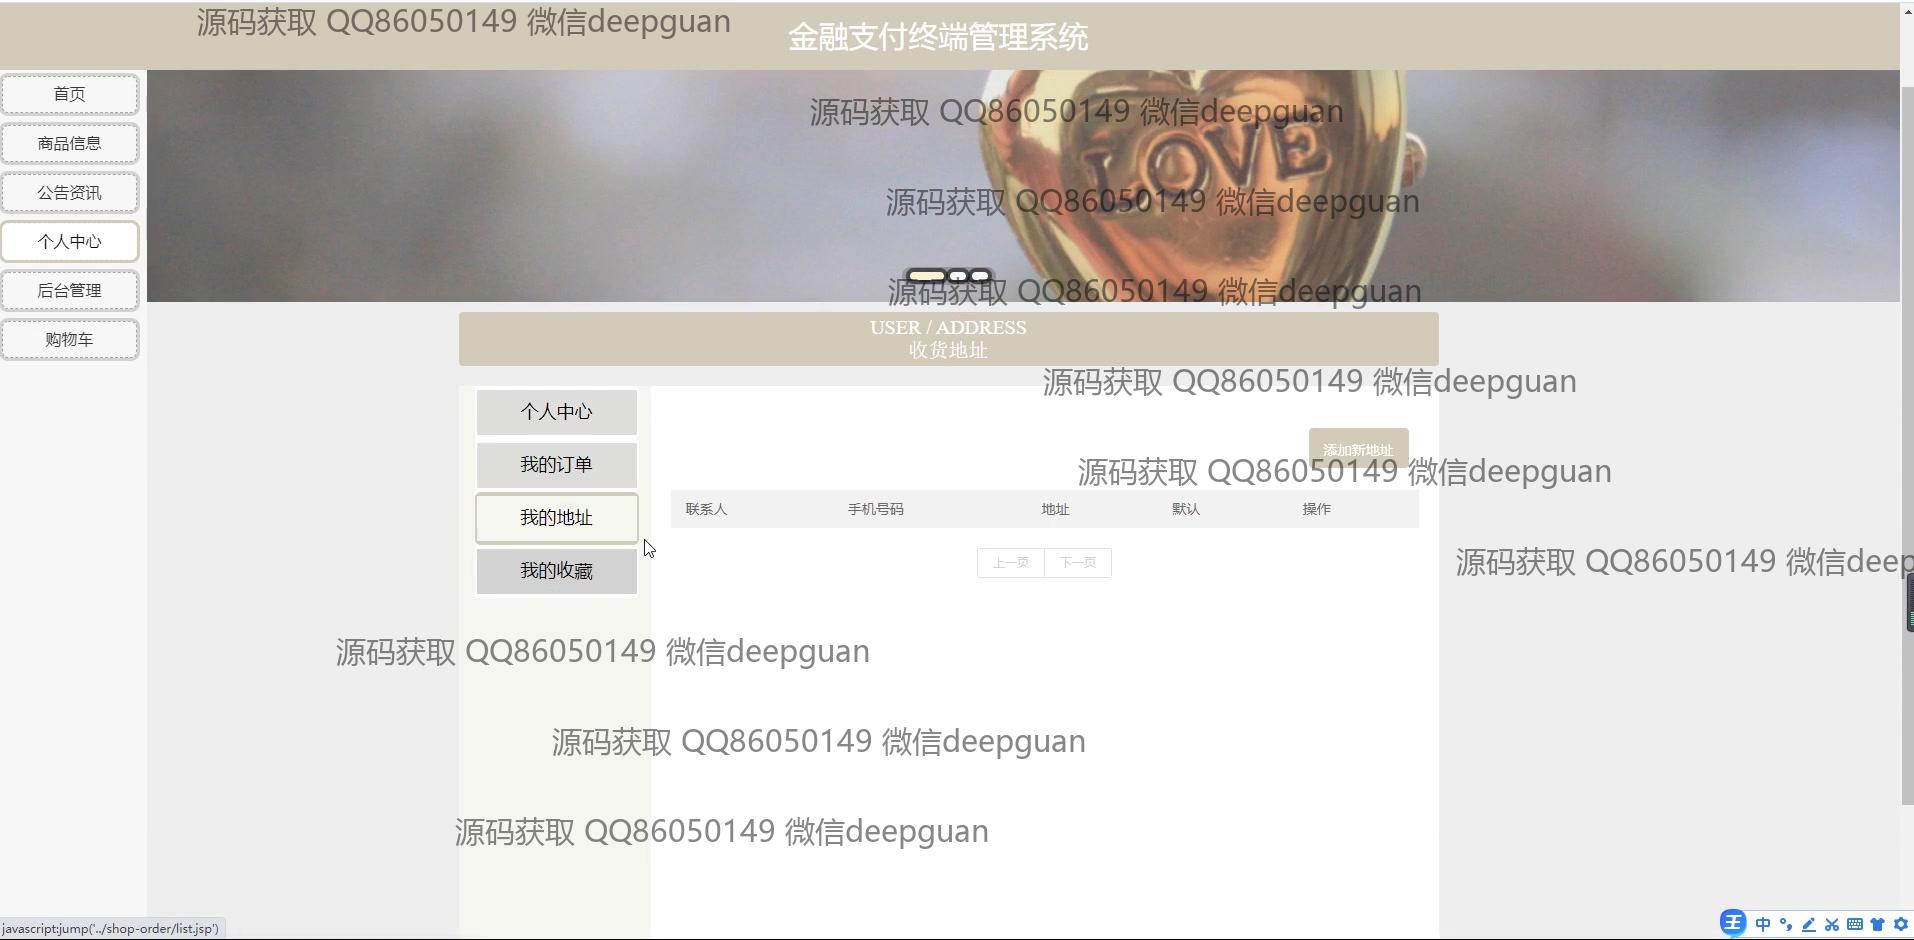 源码获取 QQ86050149 微信deepguan
金融支付终端管理系统
首页
商品信息
公告资讯
个人中心
后台管理
购物车
源码获取 QQ86050149 微信deepguan
LOVE
源码获取 QQ86050149 微信deepguan
源码获取 QQ86050149 微信deepguan
USER / ADDRESS
收货地址
源码获取 QQ86050149 微信deepguan
个人中心
我的订单
我的地址
我的收藏
添加新地址
源码获取 QQ86050149 微信deepguan
联系人 手机号码 地址 默认 操作
上一页 下一页
源码获取 QQ86050149 微信deep
源码获取 QQ86050149 微信deepguan
源码获取 QQ86050149 微信deepguan
源码获取 QQ86050149 微信deepguan
javascript:jump('../shop-order/list.jsp')
王 中